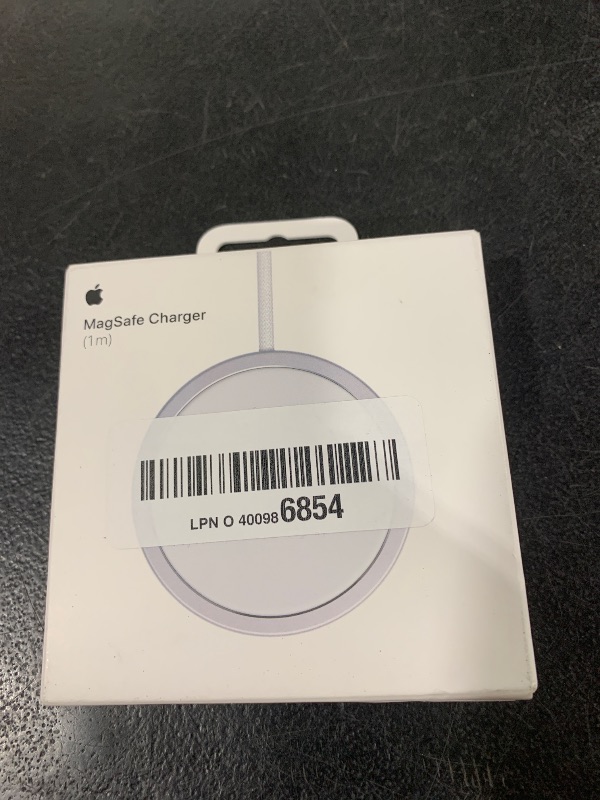 MagSafe Charger
(1m)
LPN O 400986854